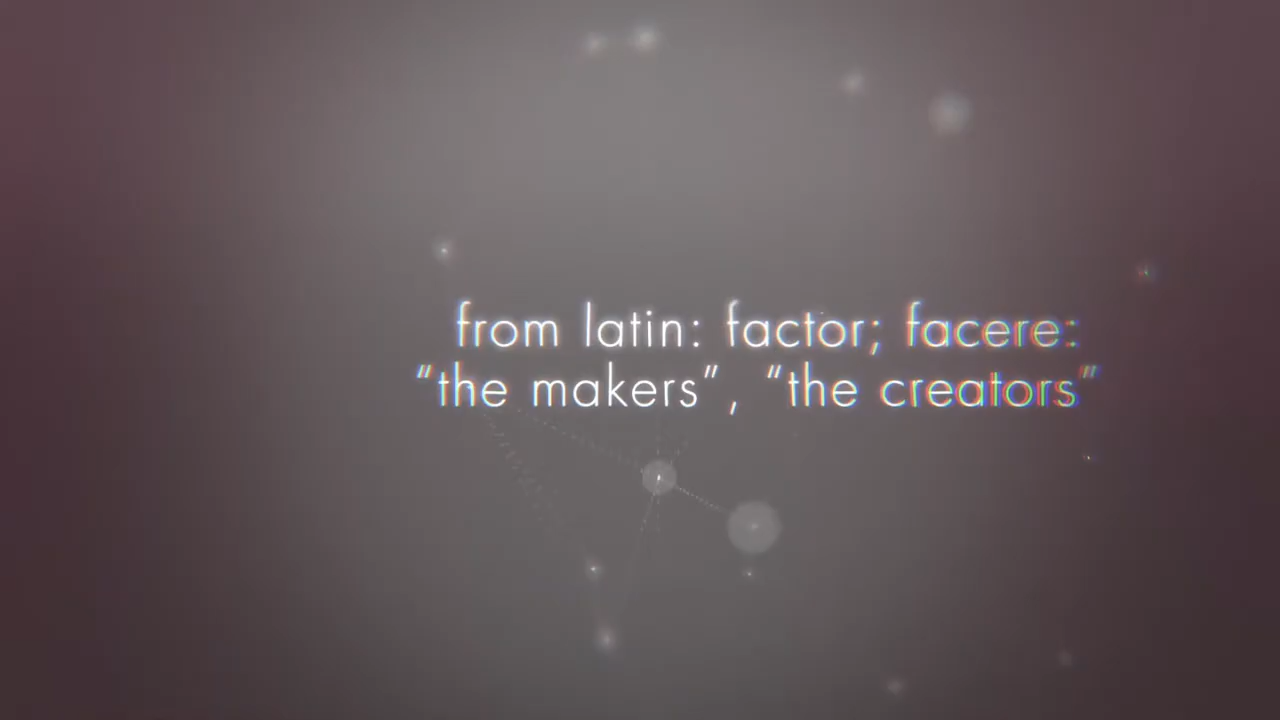 from latin: factor; facere:
“the makers”, “the creators”